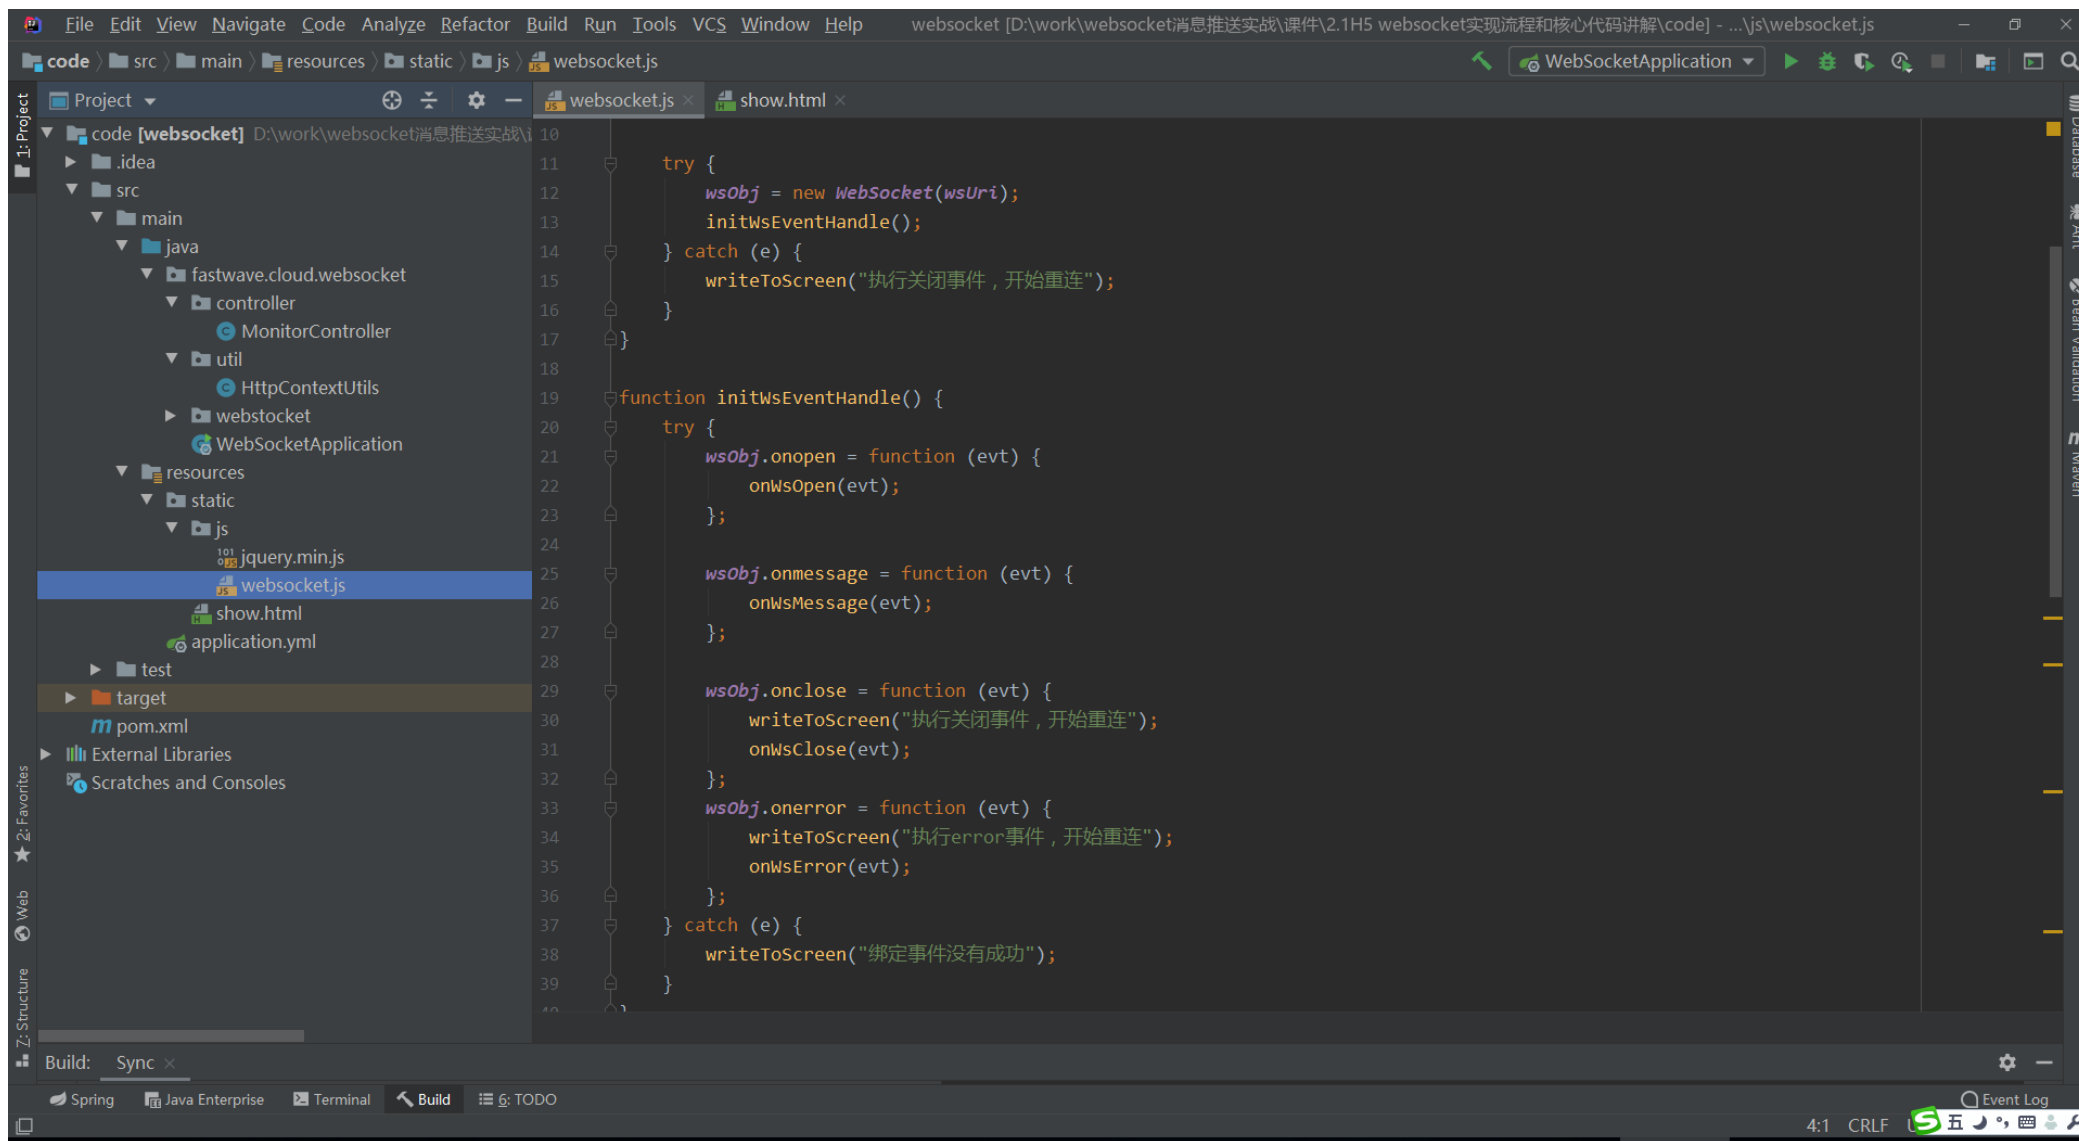 File Edit View Navigate Code Analyze Refactor Build Run Tools VCS Window Help websocket [D:\work\websocket消息推送实战\课件\2.1H5 websocket实现流程和核心代码讲解\code] - ...\js\websocket.js
code src main resources static js websocket.js WebSocketApplication
Project
websocket.js show.html
code [websocket] D:\work\websocket消息推送实战\
.idea
src
main
java
fastwave.cloud.websocket
controller
MonitorController
util
HttpContextUtils
webstocket
WebSocketApplication
resources
static
js
jquery.min.js
websocket.js
show.html
application.yml
test
target
pom.xml
External Libraries
Scratches and Consoles
10
11 try {
12 wsObj = new WebSocket(wsUri);
13 initWsEventHandle();
14 } catch (e) {
15 writeToScreen("执行关闭事件，开始重连");
16 }
17 }
18
19 function initWsEventHandle() {
20 try {
21 wsObj.onopen = function (evt) {
22 onWsOpen(evt);
23 };
24
25 wsObj.onmessage = function (evt) {
26 onWsMessage(evt);
27 };
28
29 wsObj.onclose = function (evt) {
30 writeToScreen("执行关闭事件，开始重连");
31 onWsClose(evt);
32 };
33 wsObj.onerror = function (evt) {
34 writeToScreen("执行error事件，开始重连");
35 onWsError(evt);
36 };
37 } catch (e) {
38 writeToScreen("绑定事件没有成功");
39 }
1: Project
2: Favorites
Web
Z: Structure
Database
Ant
Bean Validation
Maven
Build: Sync
Spring Java Enterprise Terminal Build 6: TODO Event Log
4:1 CRLF
五